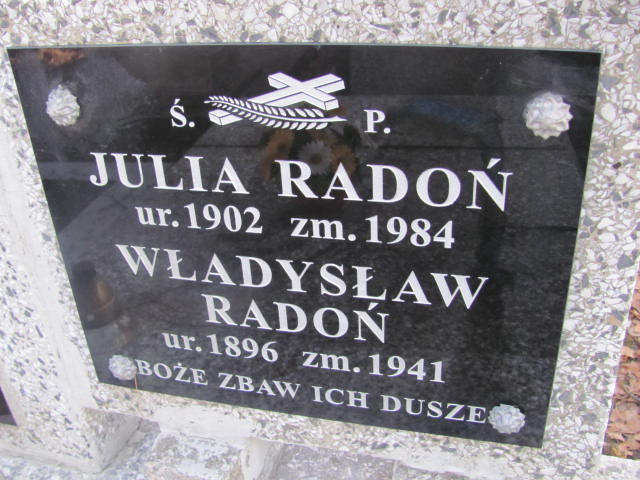 Ś. P.
JULIA RADOŃ
ur.1902 zm.1984
WŁADYSŁAW
RADOŃ
ur.1896 zm.1941
BOŻE ZBAW ICH DUSZE